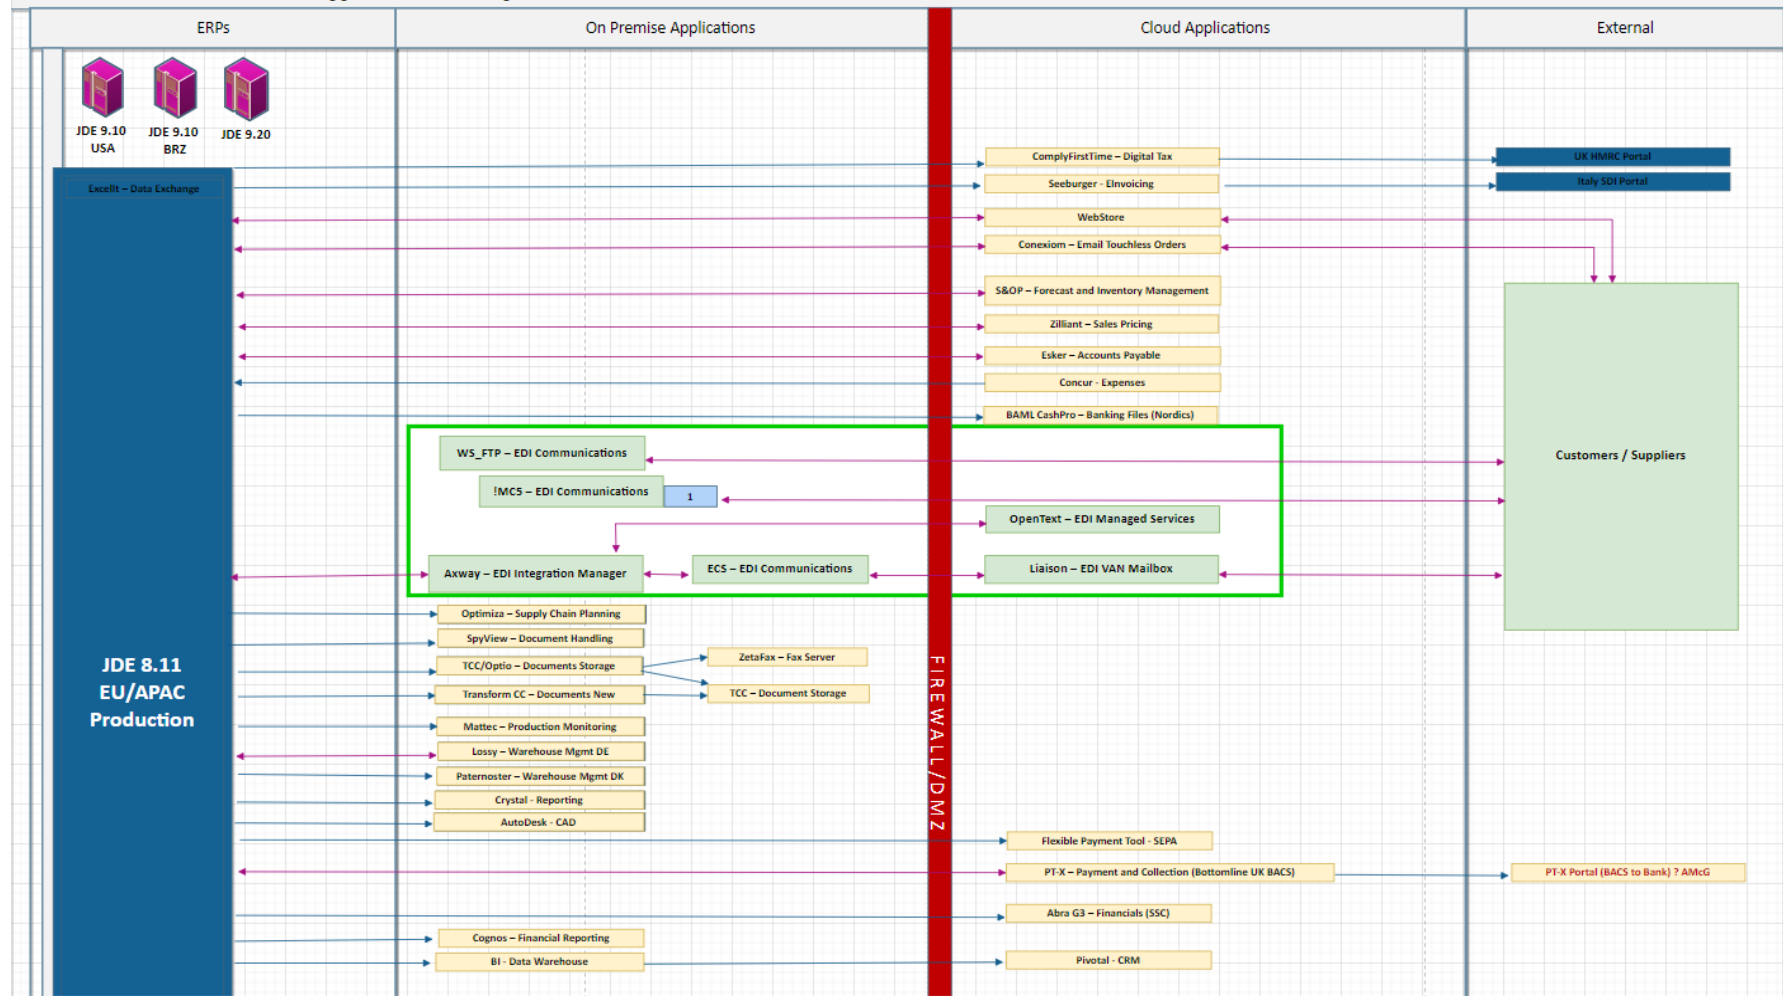 ERPs
On Premise Applications
Cloud Applications
External
JDE 9.10
USA
JDE 9.10
BRZ
JDE 9.20
ExcelIt – Data Exchange
ComplyFirstTime – Digital Tax
UK HMRC Portal
Seeburger - EInvoicing
Italy SDI Portal
WebStore
Conexiom – Email Touchless Orders
S&OP – Forecast and Inventory Management
Zilliant – Sales Pricing
Esker – Accounts Payable
Concur - Expenses
BAML CashPro – Banking Files (Nordics)
WS_FTP – EDI Communications
Customers / Suppliers
!MC5 – EDI Communications
1
OpenText – EDI Managed Services
Axway – EDI Integration Manager
ECS – EDI Communications
Liaison – EDI VAN Mailbox
Optimiza – Supply Chain Planning
SpyView – Document Handling
TCC/Optio – Documents Storage
ZetaFax – Fax Server
Transform CC – Documents New
TCC – Document Storage
JDE 8.11
EU/APAC
Production
FIREWALL/DMZ
Mattec – Production Monitoring
Lossy – Warehouse Mgmt DE
Paternoster – Warehouse Mgmt DK
Crystal - Reporting
AutoDesk - CAD
Flexible Payment Tool - SEPA
PT-X – Payment and Collection (Bottomline UK BACS)
PT-X Portal (BACS to Bank) ? AMcG
Abra G3 – Financials (SSC)
Cognos – Financial Reporting
BI - Data Warehouse
Pivotal - CRM